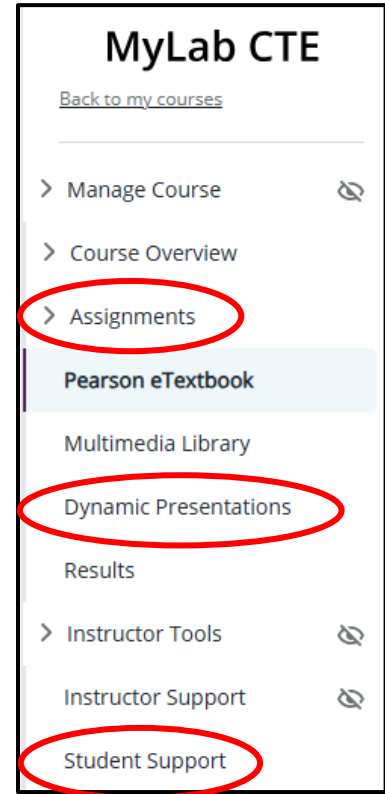 MyLab CTE
Back to my courses
Manage Course
Course Overview
Assignments
Pearson eTextbook
Multimedia Library
Dynamic Presentations
Results
Instructor Tools
Instructor Support
Student Support